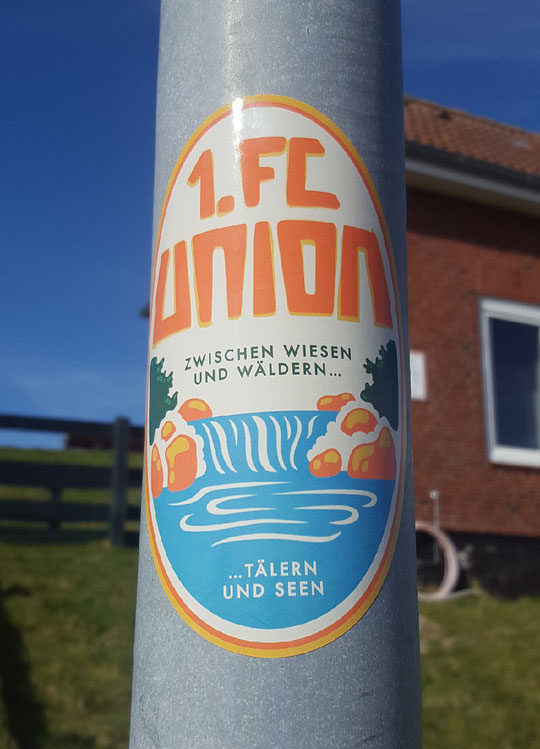 1. FC
UNION
ZWISCHEN WIESEN
UND WÄLDERN...
...TÄLERN
UND SEEN